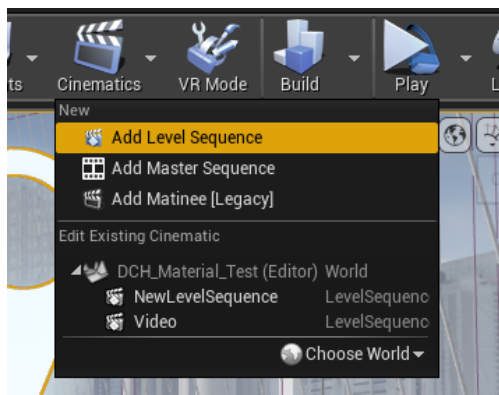 ts Cinematics VR Mode Build Play L
New
Add Level Sequence
Add Master Sequence
Add Matinee [Legacy]
Edit Existing Cinematic
DCH_Material_Test (Editor) World
NewLevelSequence LevelSequenc
Video LevelSequenc
Choose World